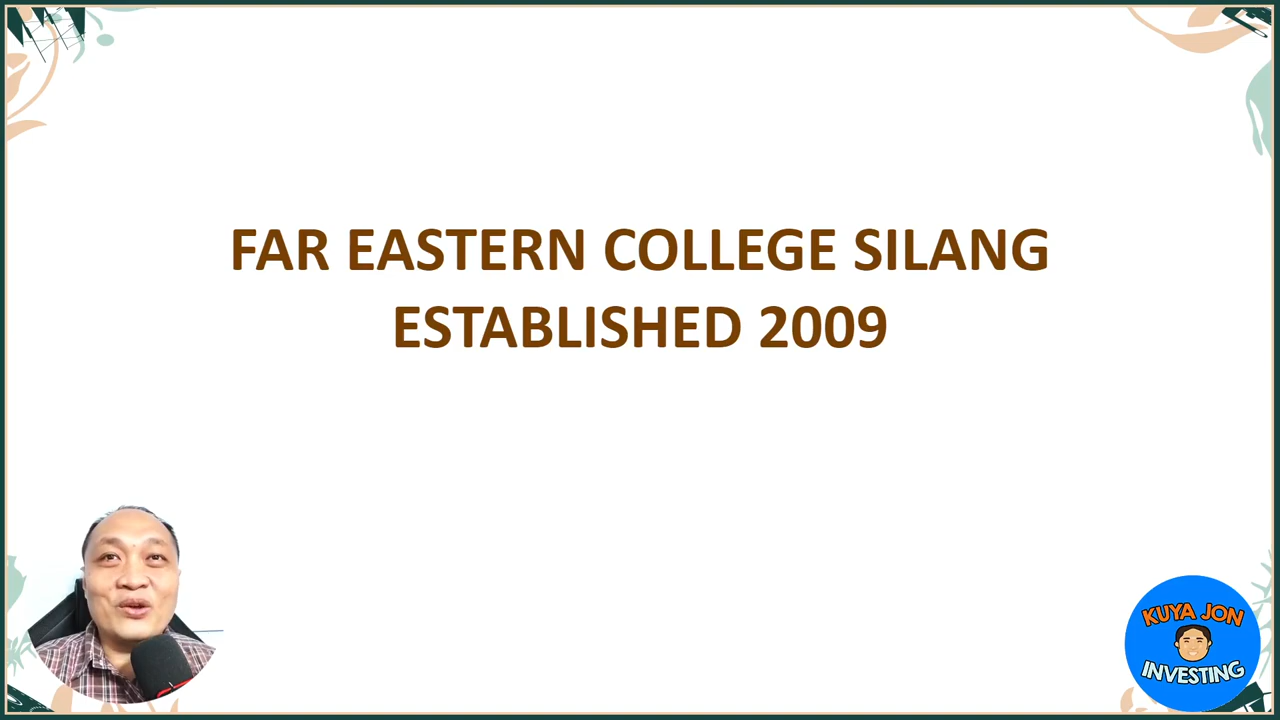 FAR EASTERN COLLEGE SILANG
ESTABLISHED 2009
KUYA JON
INVESTING